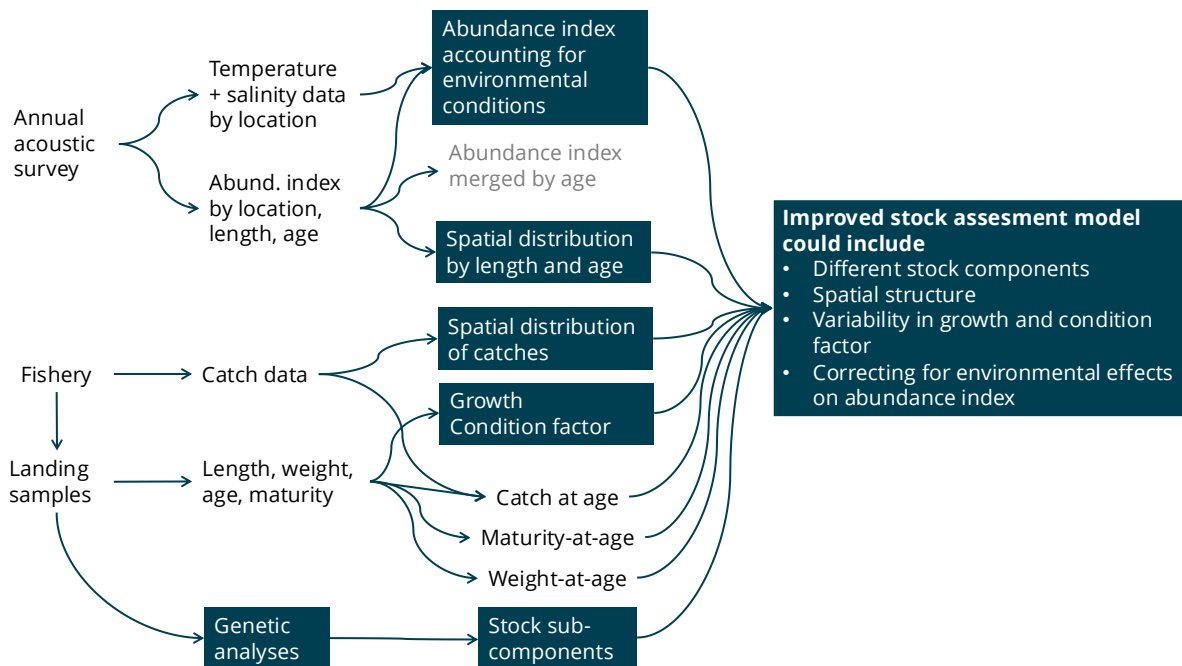 Annual
acoustic
survey
Temperature
+ salinity data
by location
Abund. index
by location,
length, age
Abundance index
accounting for
environmental
conditions
Abundance index
merged by age
Spatial distribution
by length and age
Fishery
Catch data
Spatial distribution
of catches
Growth
Condition factor
Landing
samples
Length, weight,
age, maturity
Catch at age
Maturity-at-age
Weight-at-age
Genetic
analyses
Stock sub-
components
Improved stock assesment model
could include
• Different stock components
• Spatial structure
• Variability in growth and condition
factor
• Correcting for environmental effects
on abundance index